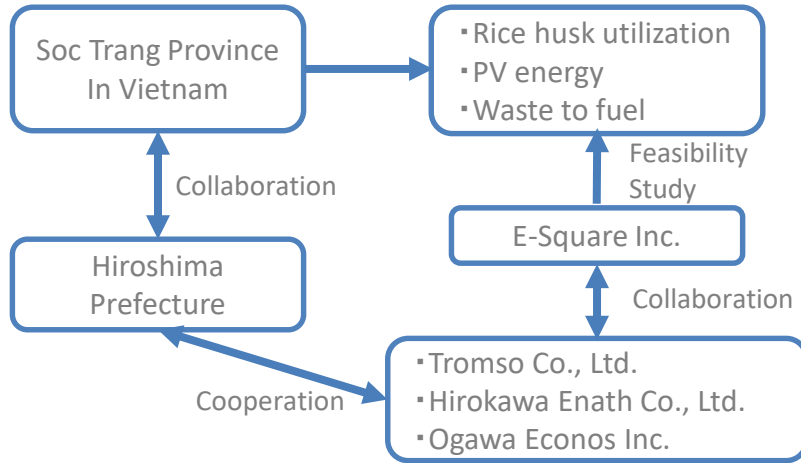 Soc Trang Province
In Vietnam
・Rice husk utilization
・PV energy
・Waste to fuel
Collaboration
Feasibility
Study
Hiroshima
Prefecture
E-Square Inc.
Collaboration
Cooperation
・Tromso Co., Ltd.
・Hirokawa Enath Co., Ltd.
・Ogawa Econos Inc.